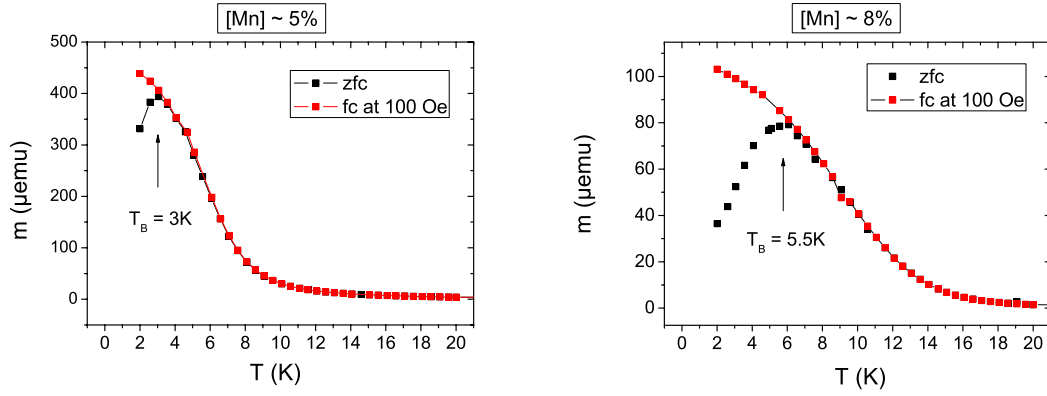 [Mn] ~ 5%
500
400
300
200
100
0
m (µemu)
zfc
fc at 100 Oe
T_B = 3K
0 2 4 6 8 10 12 14 16 18 20
T (K)
[Mn] ~ 8%
100
80
60
40
20
0
m (µemu)
zfc
fc at 100 Oe
T_B = 5.5K
0 2 4 6 8 10 12 14 16 18 20
T (K)